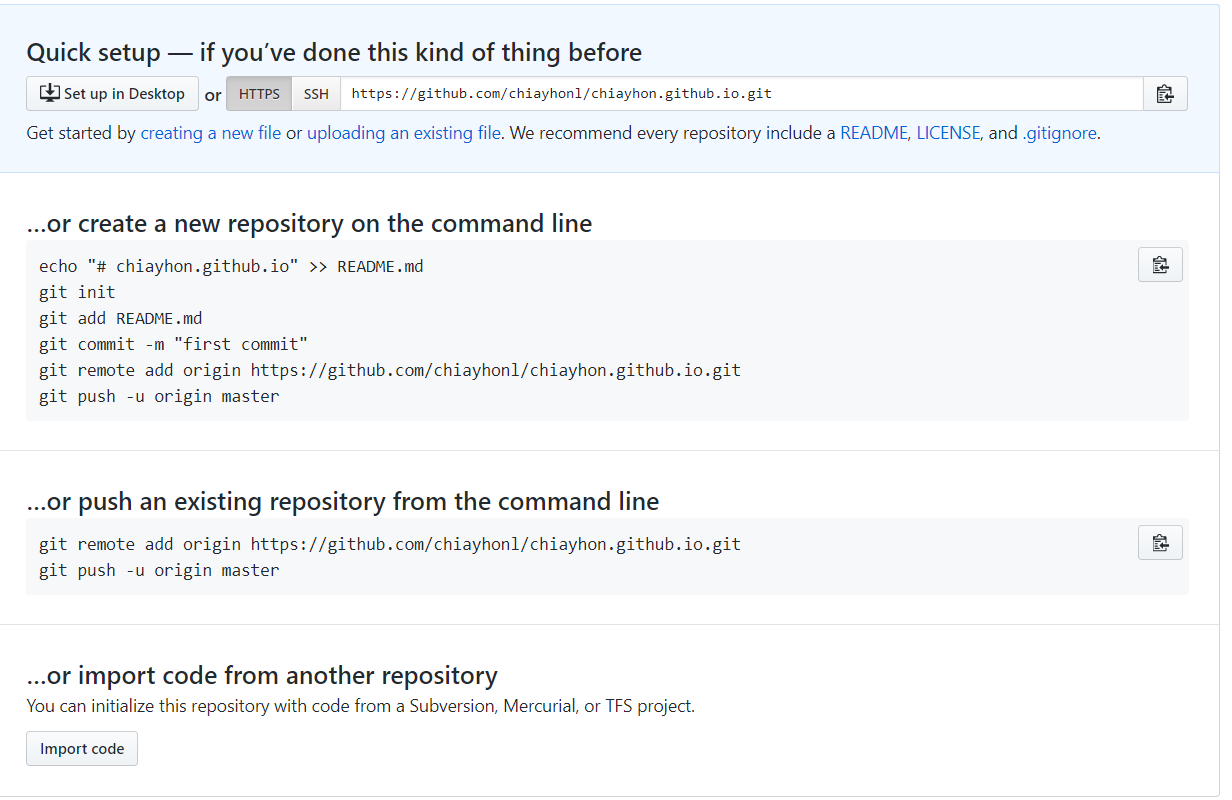 Quick setup — if you’ve done this kind of thing before
Set up in Desktop or HTTPS SSH https://github.com/chiayhonl/chiayhon.github.io.git
Get started by creating a new file or uploading an existing file. We recommend every repository include a README, LICENSE, and .gitignore.
…or create a new repository on the command line
echo "# chiayhon.github.io" >> README.md
git init
git add README.md
git commit -m "first commit"
git remote add origin https://github.com/chiayhonl/chiayhon.github.io.git
git push -u origin master
…or push an existing repository from the command line
git remote add origin https://github.com/chiayhonl/chiayhon.github.io.git
git push -u origin master
…or import code from another repository
You can initialize this repository with code from a Subversion, Mercurial, or TFS project.
Import code